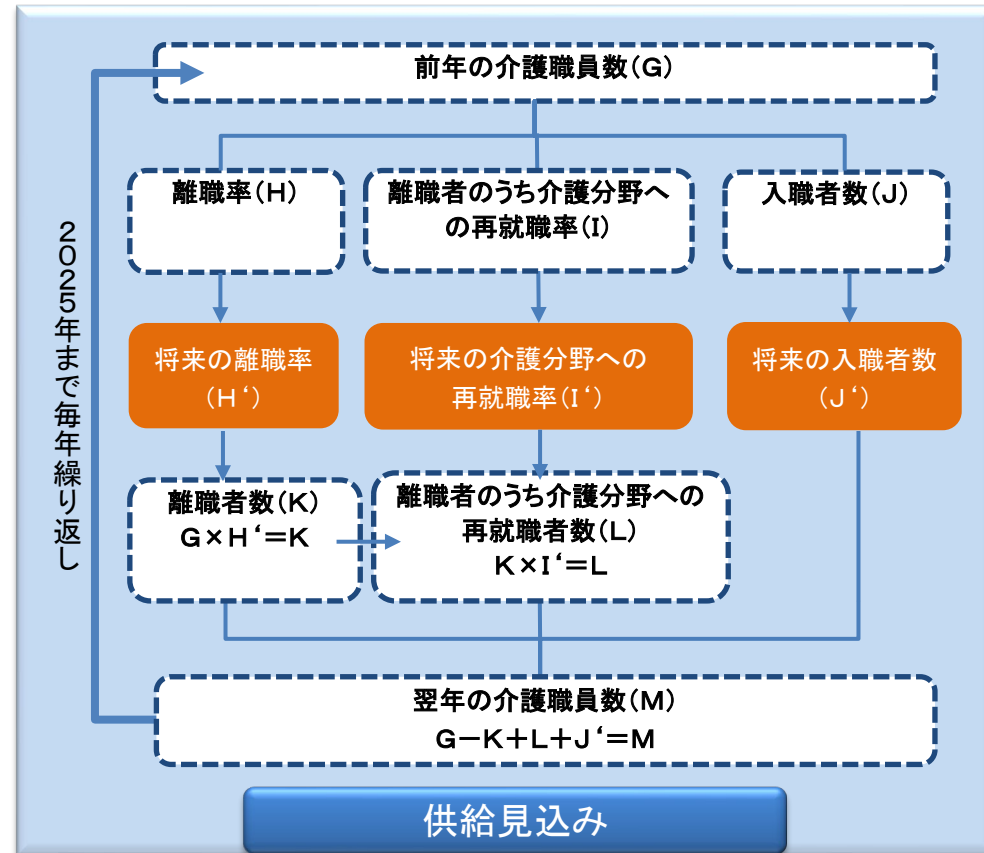 前年の介護職員数(G)
離職率(H)
離職者のうち介護分野へ
の再就職率(I)
入職者数(J)
2025年まで毎年繰り返し
将来の離職率
(H‘)
将来の介護分野への
再就職率(I‘)
将来の入職者数
(J‘)
離職者数(K)
G×H‘=K
離職者のうち介護分野への
再就職者数(L)
K×I‘=L
翌年の介護職員数(M)
G-K+L+J‘=M
供給見込み